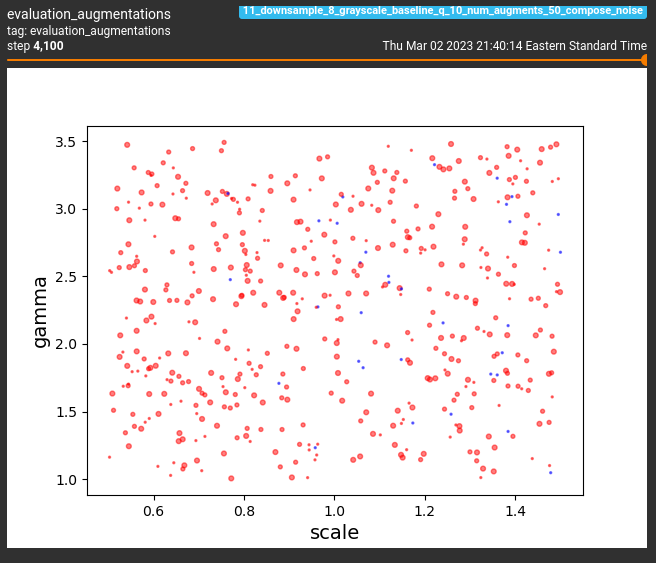 evaluation_augmentations
11_downsample_8_grayscale_baseline_q_10_num_augments_50_compose_noise
tag: evaluation_augmentations
step 4,100
Thu Mar 02 2023 21:40:14 Eastern Standard Time
3.5
3.0
2.5
2.0
1.5
1.0
gamma
0.6
0.8
1.0
1.2
1.4
scale